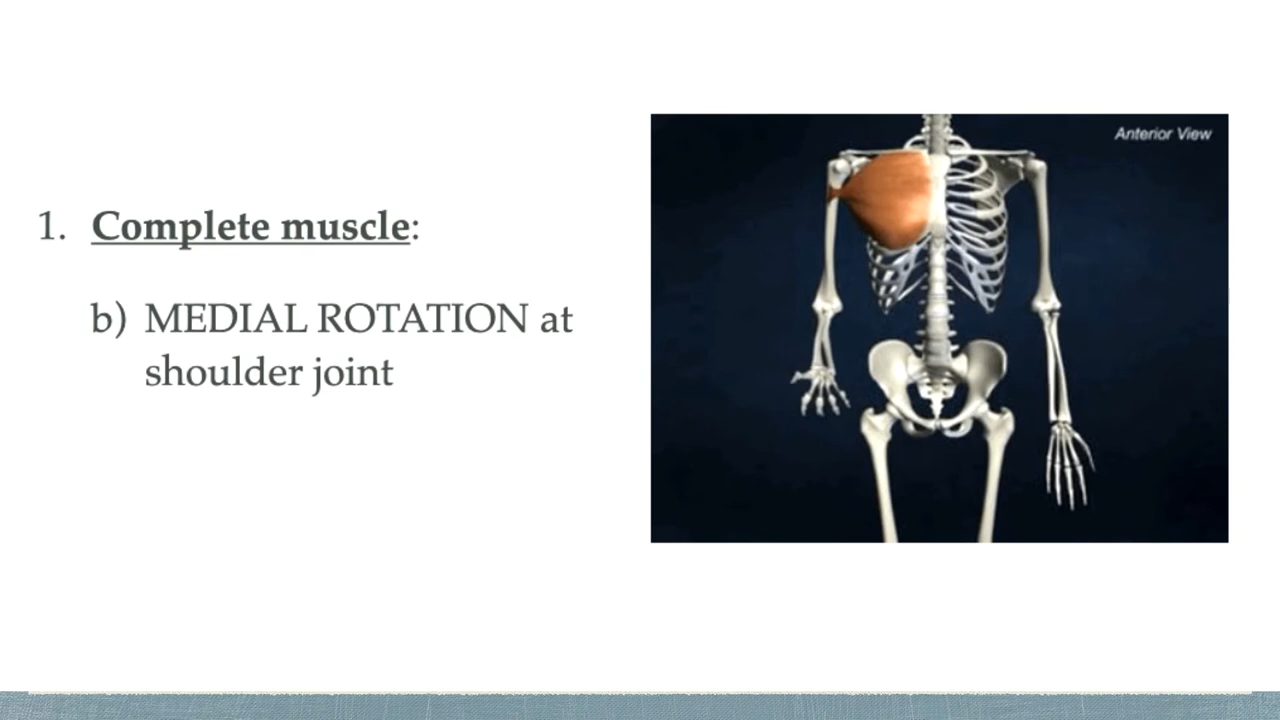 Anterior View
1. Complete muscle:
b) MEDIAL ROTATION at
shoulder joint